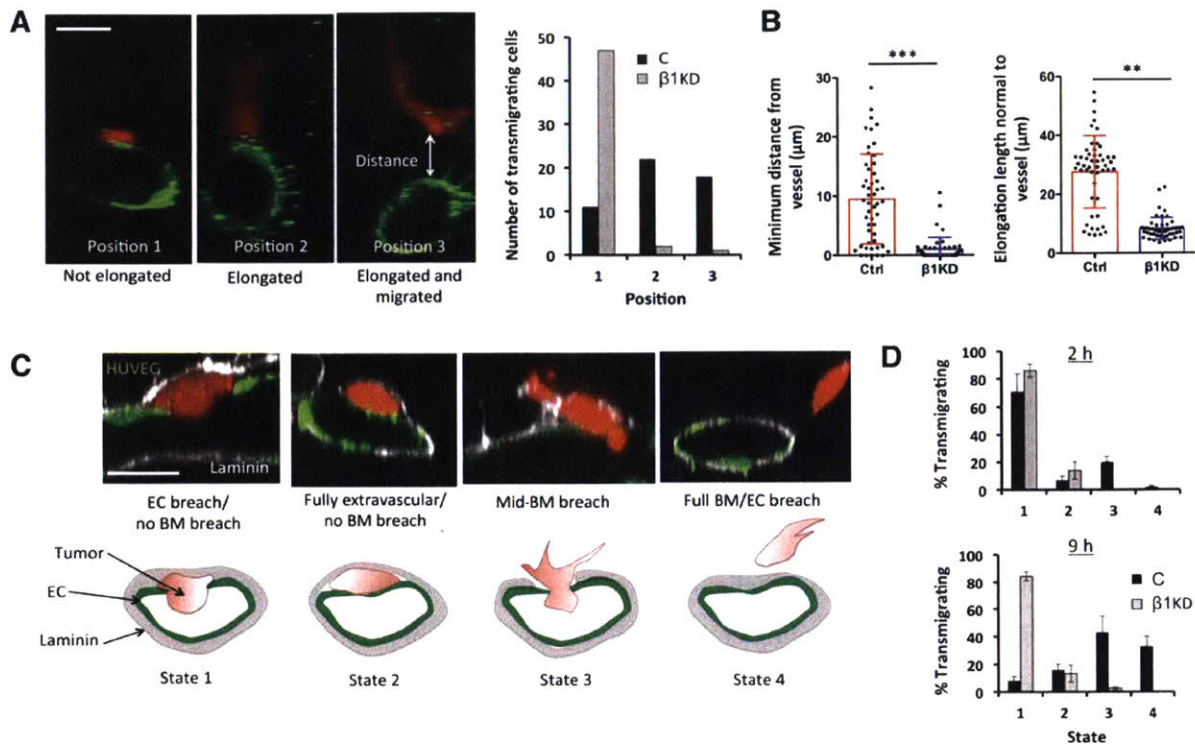 A
Position 1
Not elongated
Position 2
Elongated
Distance
Position 3
Elongated and
migrated
Number of transmigrating cells
50
40
30
20
10
0
C
β1KD
1 2 3
Position
B
Minimum distance from
vessel (μm)
30
20
10
0
***
Ctrl β1KD
Elongation length normal to
vessel (μm)
60
40
20
0
**
Ctrl β1KD
C
HUVEG
Laminin
EC breach/
no BM breach
Fully extravascular/
no BM breach
Mid-BM breach
Full BM/EC breach
Tumor
EC
Laminin
State 1
State 2
State 3
State 4
D
2 h
% Transmigrating
100
80
60
40
20
0
1 2 3 4
9 h
% Transmigrating
100
80
60
40
20
0
C
β1KD
1 2 3 4
State